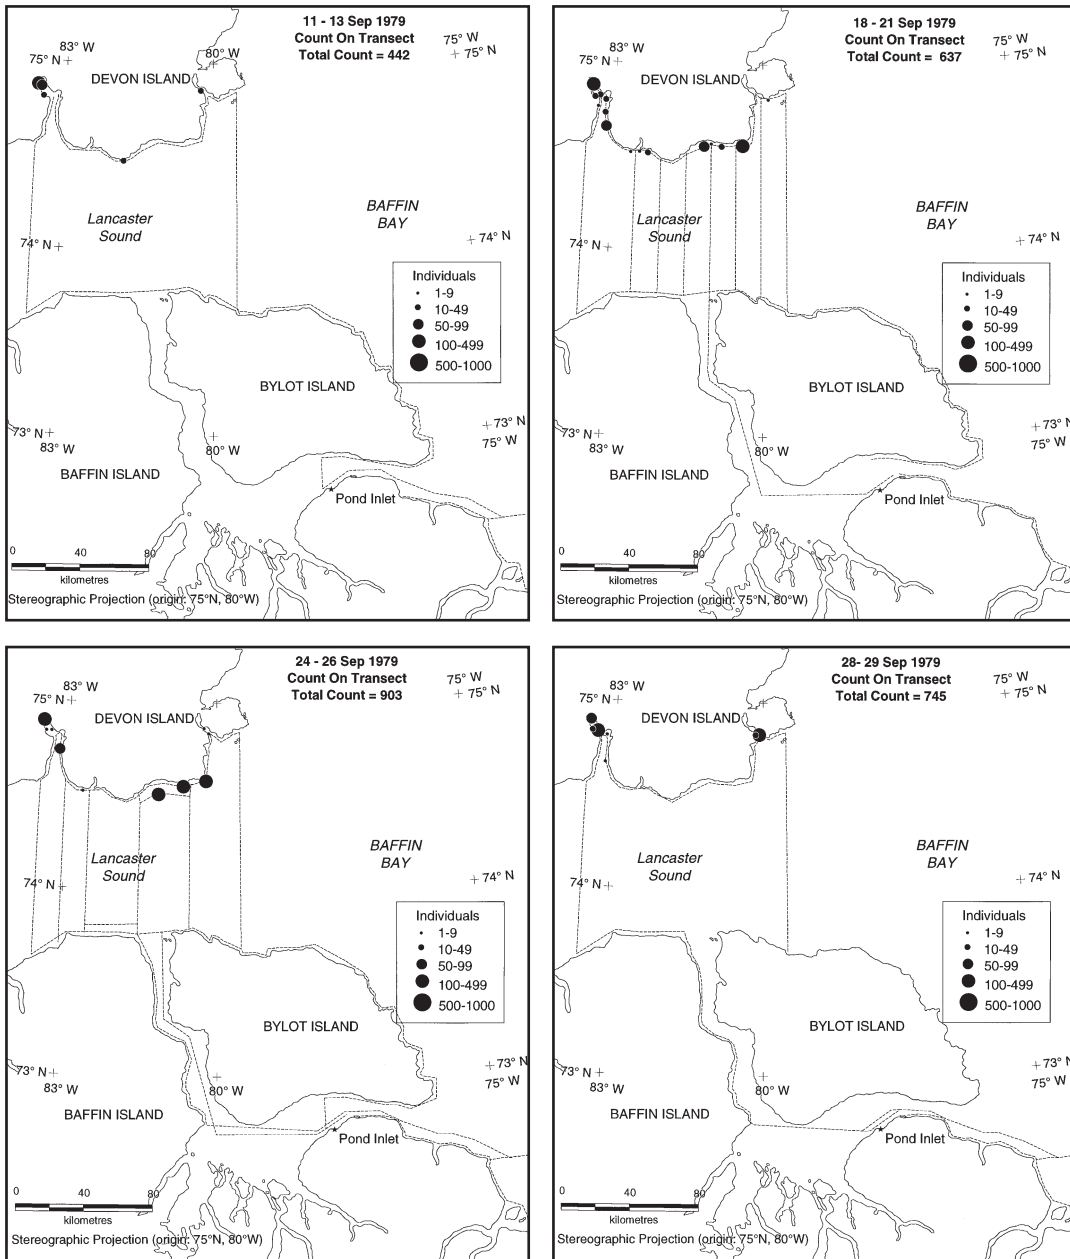 11 - 13 Sep 1979
Count On Transect
Total Count = 442
75° W
75° N
83° W
75° N
80° W
DEVON ISLAND
Lancaster
Sound
BAFFIN
BAY
74° N
74° N
Individuals
1-9
10-49
50-99
100-499
500-1000
BYLOT ISLAND
73° N
83° W
80° W
73° N
75° W
BAFFIN ISLAND
Pond Inlet
0 40 80
kilometres
Stereographic Projection (origin: 75°N, 80°W)
18 - 21 Sep 1979
Count On Transect
Total Count = 637
75° W
75° N
83° W
75° N
80° W
DEVON ISLAND
Lancaster
Sound
BAFFIN
BAY
74° N
74° N
Individuals
1-9
10-49
50-99
100-499
500-1000
BYLOT ISLAND
73° N
83° W
80° W
73° N
75° W
BAFFIN ISLAND
Pond Inlet
0 40 80
kilometres
Stereographic Projection (origin: 75°N, 80°W)
24 - 26 Sep 1979
Count On Transect
Total Count = 903
75° W
75° N
83° W
75° N
DEVON ISLAND
Lancaster
Sound
BAFFIN
BAY
74° N
74° N
Individuals
1-9
10-49
50-99
100-499
500-1000
BYLOT ISLAND
73° N
83° W
80° W
73° N
75° W
BAFFIN ISLAND
Pond Inlet
0 40 80
kilometres
Stereographic Projection (origin: 75°N, 80°W)
28- 29 Sep 1979
Count On Transect
Total Count = 745
75° W
75° N
83° W
75° N
DEVON ISLAND
Lancaster
Sound
BAFFIN
BAY
74° N
74° N
Individuals
1-9
10-49
50-99
100-499
500-1000
BYLOT ISLAND
73° N
83° W
80° W
73° N
75° W
BAFFIN ISLAND
Pond Inlet
0 40 80
kilometres
Stereographic Projection (origin: 75°N, 80°W)